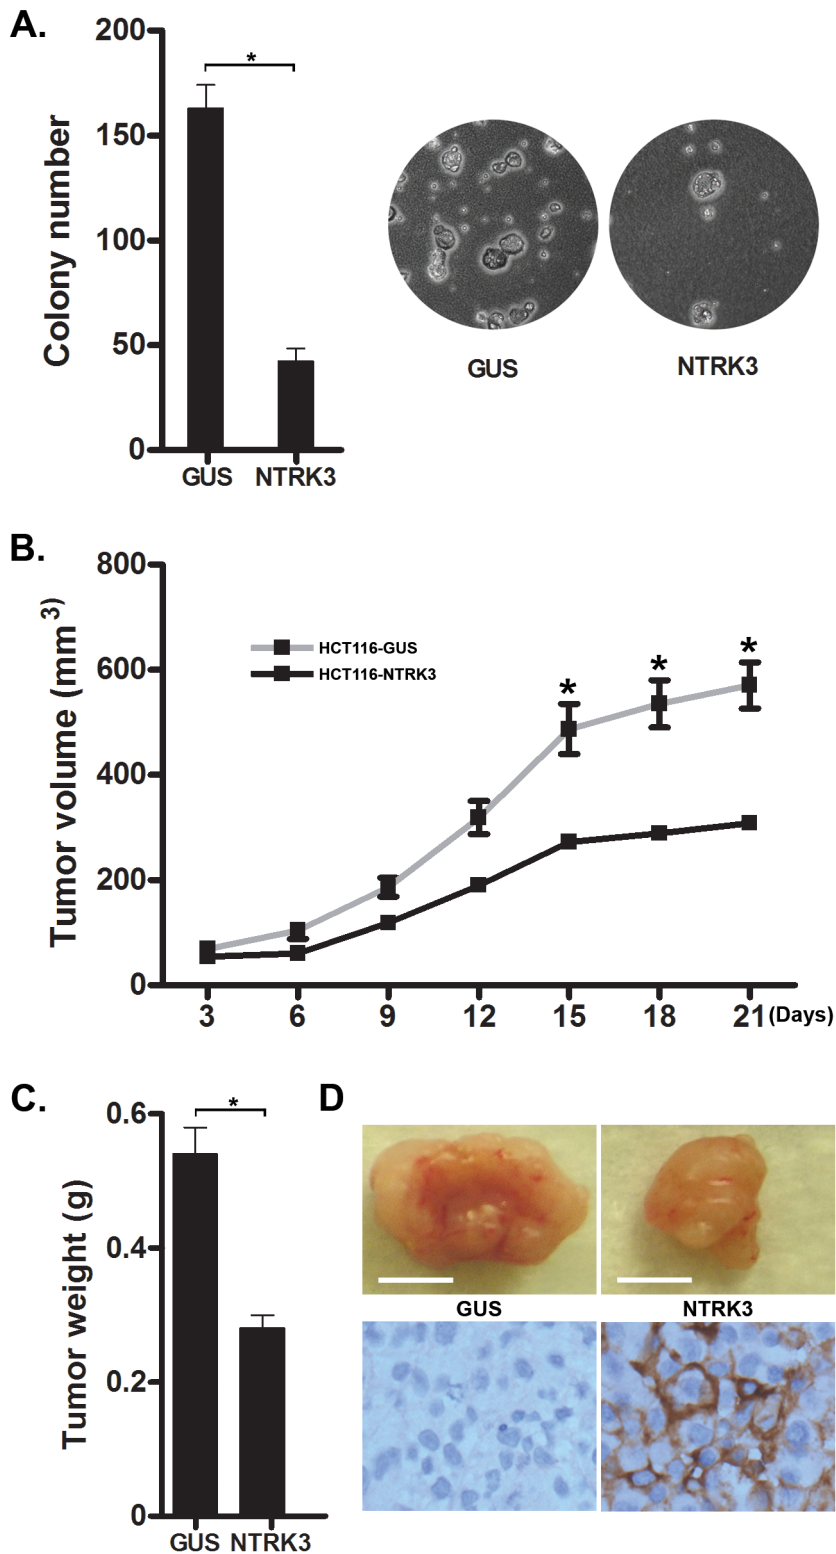 A.
200
*
150
100
50
0
Colony number
GUS NTRK3
GUS NTRK3
B.
800
600
400
200
0
Tumor volume (mm3)
HCT116-GUS
HCT116-NTRK3
* * *
3 6 9 12 15 18 21 (Days)
C.
0.6
*
0.4
0.2
0
Tumor weight (g)
GUS NTRK3
D
GUS NTRK3